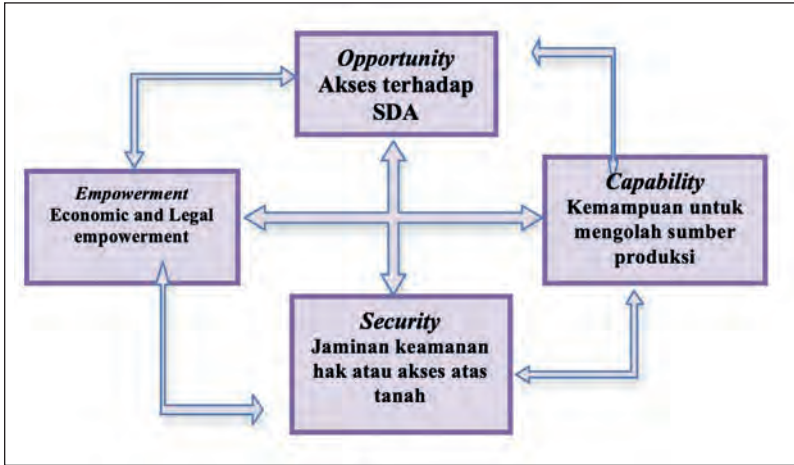 Opportunity
Akses terhadap
SDA
Empowerment
Economic and Legal
empowerment
Capability
Kemampuan untuk
mengolah sumber
produksi
Security
Jaminan keamanan
hak atau akses atas
tanah